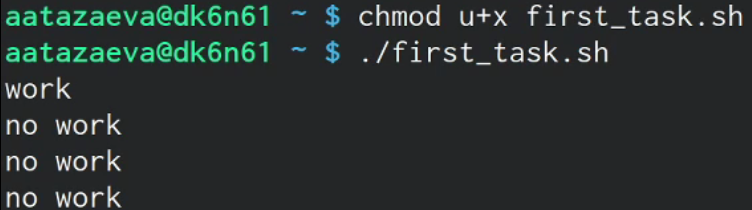 aatazaeva@dk6n61 ~ $ chmod u+x first_task.sh
aatazaeva@dk6n61 ~ $ ./first_task.sh
work
no work
no work
no work